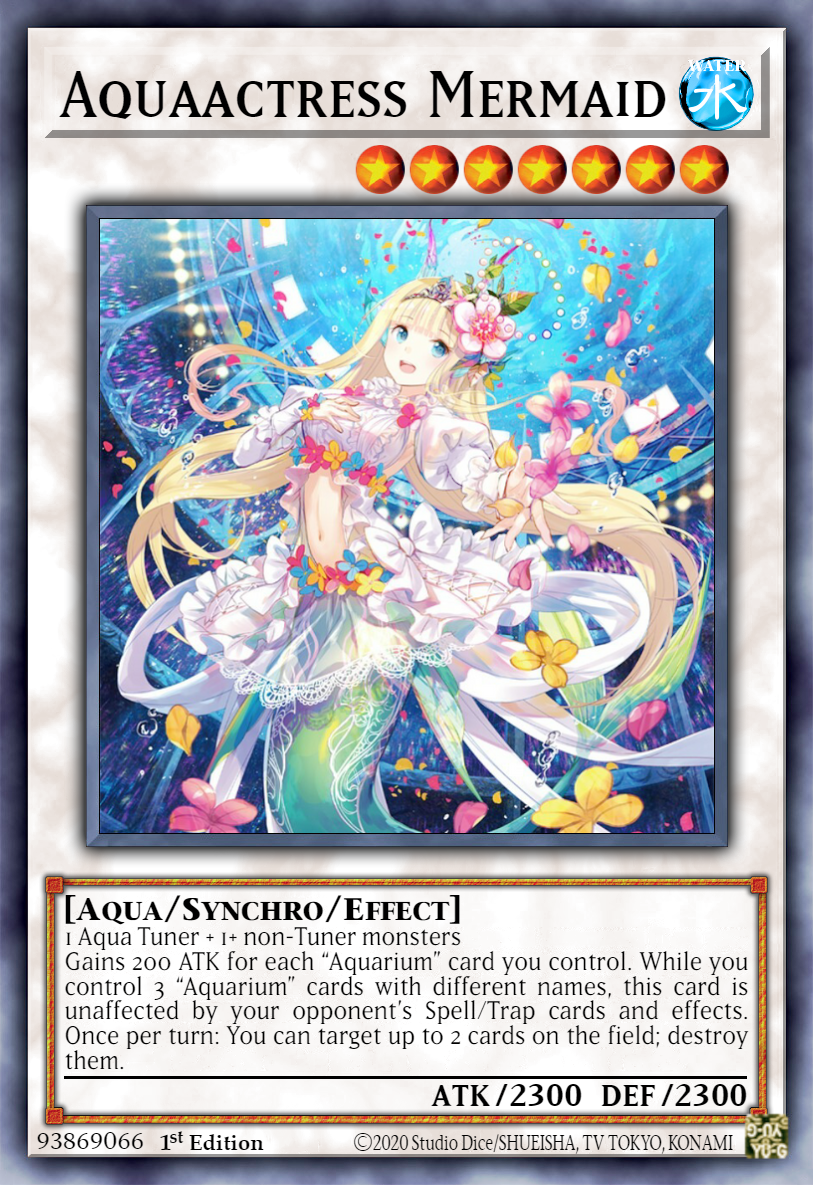 Aquaactress Mermaid
WATER
水
[Aqua/Synchro/Effect]
1 Aqua Tuner + 1+ non-Tuner monsters
Gains 200 ATK for each “Aquarium” card you control. While you
control 3 “Aquarium” cards with different names, this card is
unaffected by your opponent's Spell/Trap cards and effects.
Once per turn: You can target up to 2 cards on the field; destroy
them.
ATK/2300 DEF/2300
93869066 1st Edition ©2020 Studio Dice/SHUEISHA, TV TOKYO, KONAMI